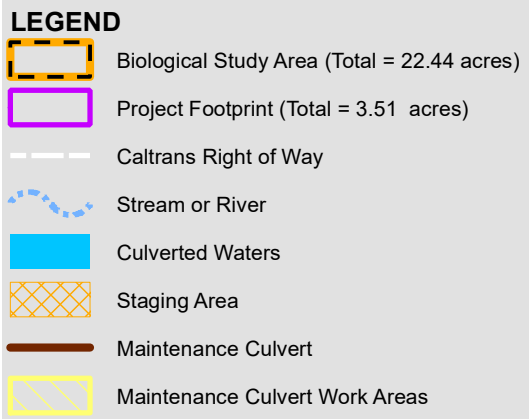 LEGEND
Biological Study Area (Total = 22.44 acres)
Project Footprint (Total = 3.51 acres)
Caltrans Right of Way
Stream or River
Culverted Waters
Staging Area
Maintenance Culvert
Maintenance Culvert Work Areas